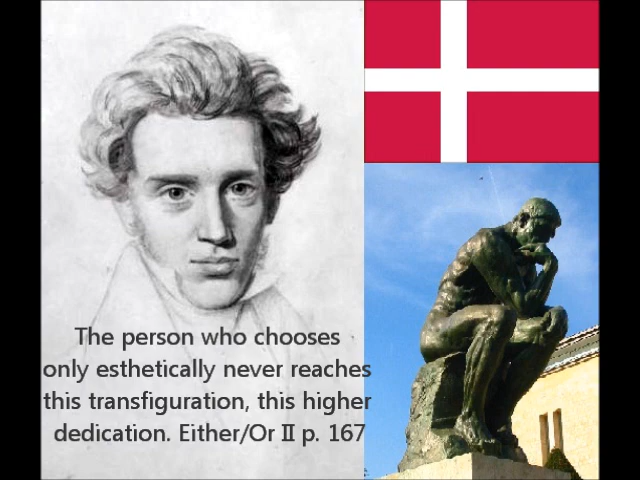 The person who chooses
only esthetically never reaches
this transfiguration, this higher
dedication. Either/Or II p. 167